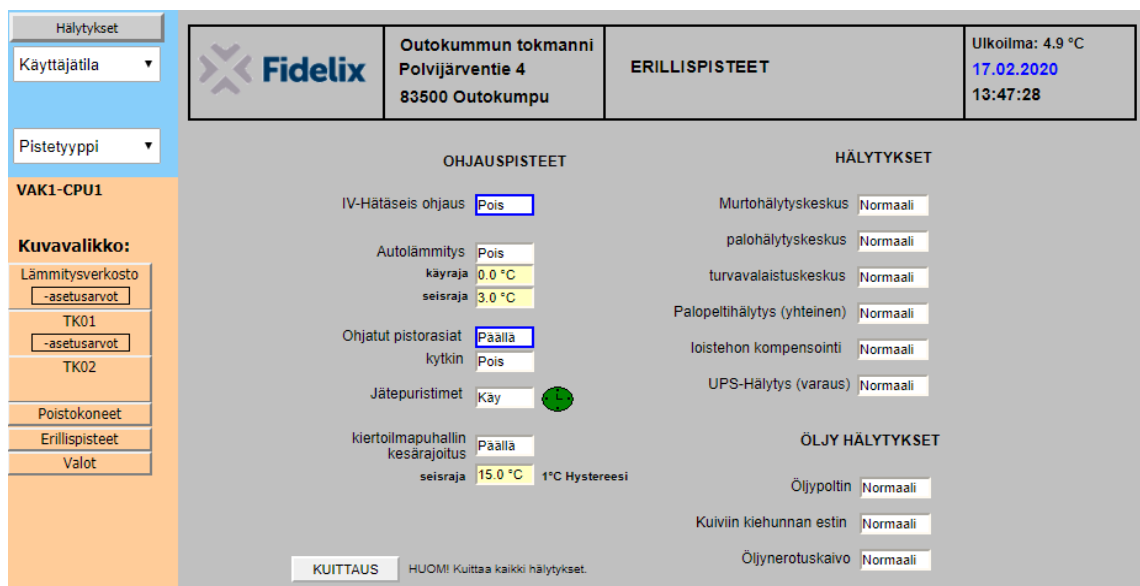 Hälytykset
Käyttäjätila
Pistetyyppi
VAK1-CPU1
Kuvavalikko:
Lämmitysverkosto
-asetusarvot
TK01
-asetusarvot
TK02
Poistokoneet
Erillispisteet
Valot
Fidelix
Outokummun tokmanni
Polvijärventie 4
83500 Outokumpu
ERILLISPISTEET
Ulkoilma: 4.9 °C
17.02.2020
13:47:28
OHJAUSPISTEET
IV-Hätäseis ohjaus Pois
Autolämmitys Pois
käyraja 0.0 °C
seisraja 3.0 °C
Ohjatut pistorasiat Päällä
kytkin Pois
Jätepuristimet Käy
kiertoilmapuhallin
kesärajoitus Päällä
seisraja 15.0 °C 1°C Hystereesi
KUITTAUS HUOM! Kuittaa kaikki hälytykset.
HÄLYTYKSET
Murtohälytyskeskus Normaali
palohälytyskeskus Normaali
turvavalaistuskeskus Normaali
Palopeltihälytys (yhteinen) Normaali
loistehon kompensointi Normaali
UPS-Hälytys (varaus) Normaali
ÖLJY HÄLYTYKSET
Öljypoltin Normaali
Kuiviin kiehunnan estin Normaali
Öljynerotuskaivo Normaali